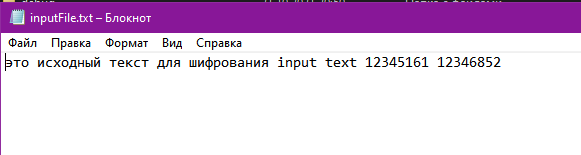 inputFile.txt – Блокнот
Файл Правка Формат Вид Справка
это исходный текст для шифрования input text 12345161 12346852